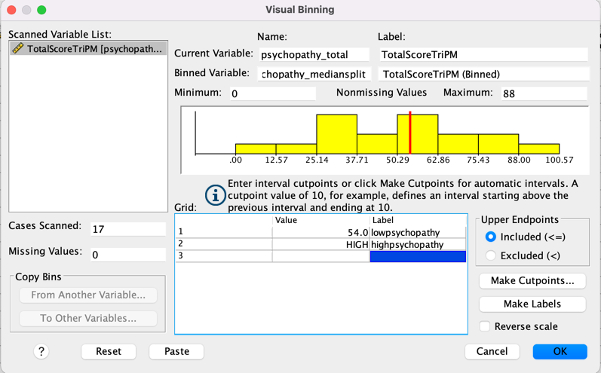 Visual Binning
Scanned Variable List:
TotalScoreTriPM [psychopath...
Name:
Label:
Current Variable:
psychopathy_total
TotalScoreTriPM
Binned Variable:
chopathy_mediansplit
TotalScoreTriPM (Binned)
Minimum:
0
Nonmissing Values
Maximum:
88
.00 12.57 25.14 37.71 50.29 62.86 75.43 88.00 100.57
Enter interval cutpoints or click Make Cutpoints for automatic intervals. A
cutpoint value of 10, for example, defines an interval starting above the
previous interval and ending at 10.
Grid:
Value Label
1 54.0 lowpsychopathy
2 HIGH highpsychopathy
3
Cases Scanned:
17
Missing Values:
0
Copy Bins
From Another Variable...
To Other Variables...
Upper Endpoints
Included (<=)
Excluded (<)
Make Cutpoints...
Make Labels
Reverse scale
?
Reset
Paste
Cancel
OK